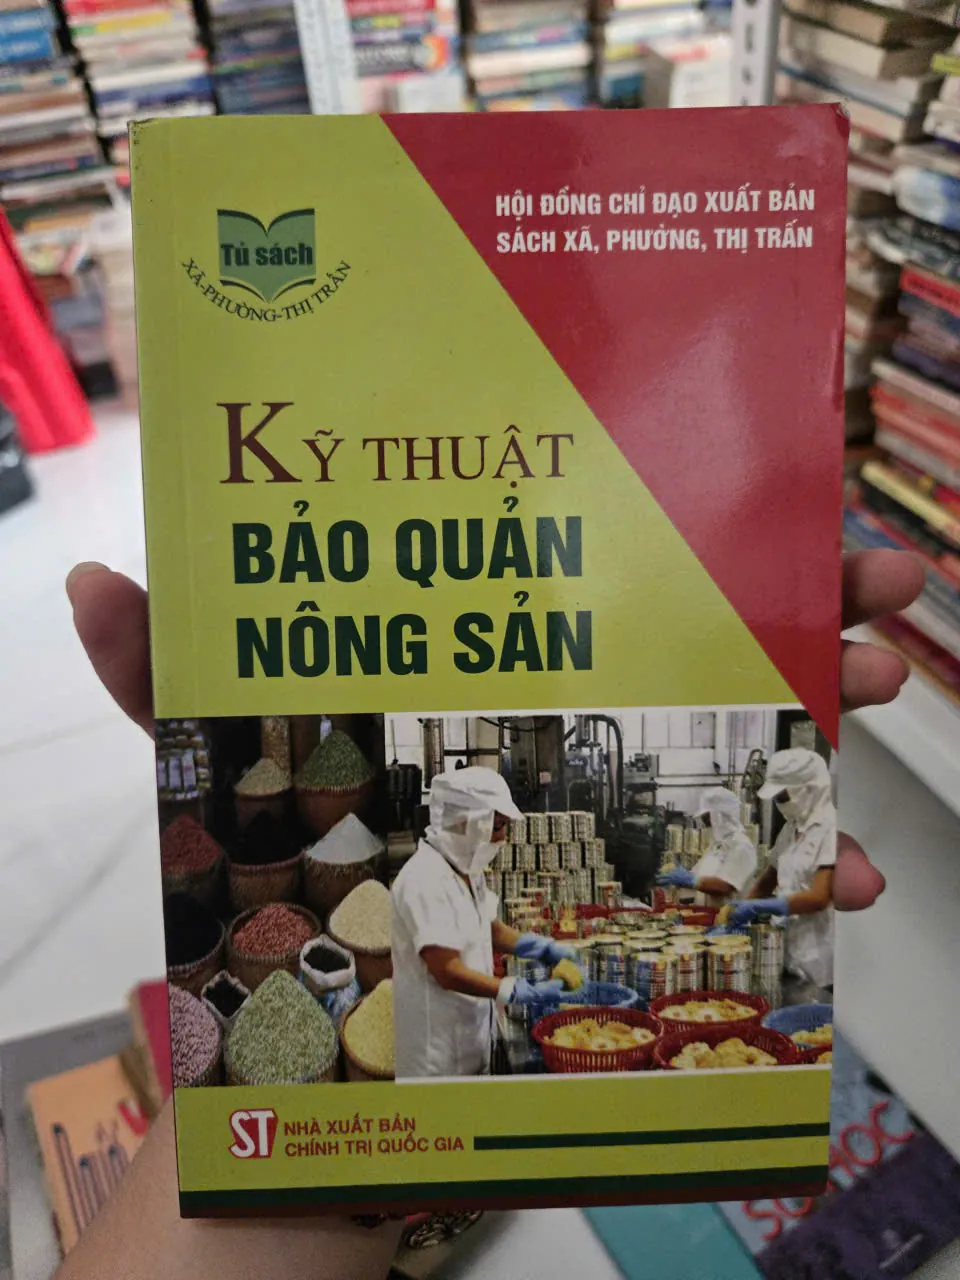 HỘI ĐỒNG CHỈ ĐẠO XUẤT BẢN
SÁCH XÃ, PHƯỜNG, THỊ TRẤN
Tủ sách
XÃ-PHƯỜNG-THỊ TRẤN
KỸ THUẬT
BẢO QUẢN
NÔNG SẢN
ST
NHÀ XUẤT BẢN
CHÍNH TRỊ QUỐC GIA